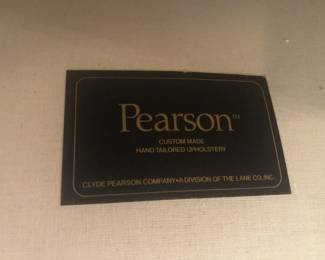 Pearson™
CUSTOM MADE
HAND TAILORED UPHOLSTERY
CLYDE PEARSON COMPANY•A DIVISION OF THE LANE CO., INC.